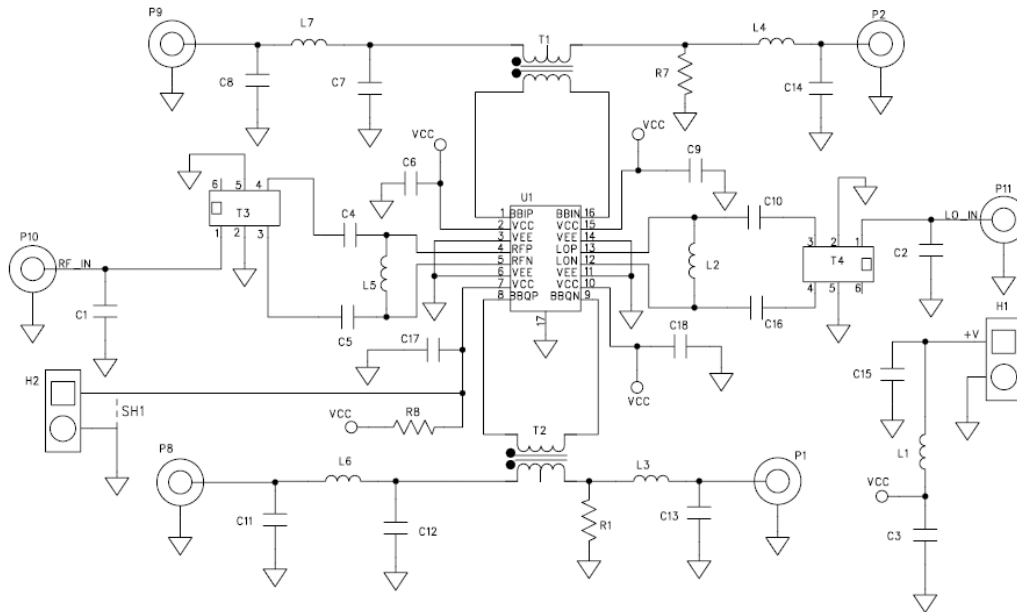 P9
L7
T1
L4
P2
C8
C7
R7
C14
VCC
VCC
C6
C9
6 5 4
T3
1 2 3
C4
U1
1 BBIP BBIN 16
2 VCC VCC 15
3 VEE VEE 14
4 RFP LOP 13
5 RFN LON 12
6 VEE VEE 11
7 VCC VCC 10
8 BBQP BBQN 9
17
C10
3 2 1
T4
4 5 6
P11
LO_IN
C2
P10
RF_IN
C1
L5
C5
L2
C16
C17
C18
VCC
H1
+V
C15
H2
SH1
VCC
R8
T2
L1
VCC
C3
P8
L6
L3
P1
C11
C12
R1
C13